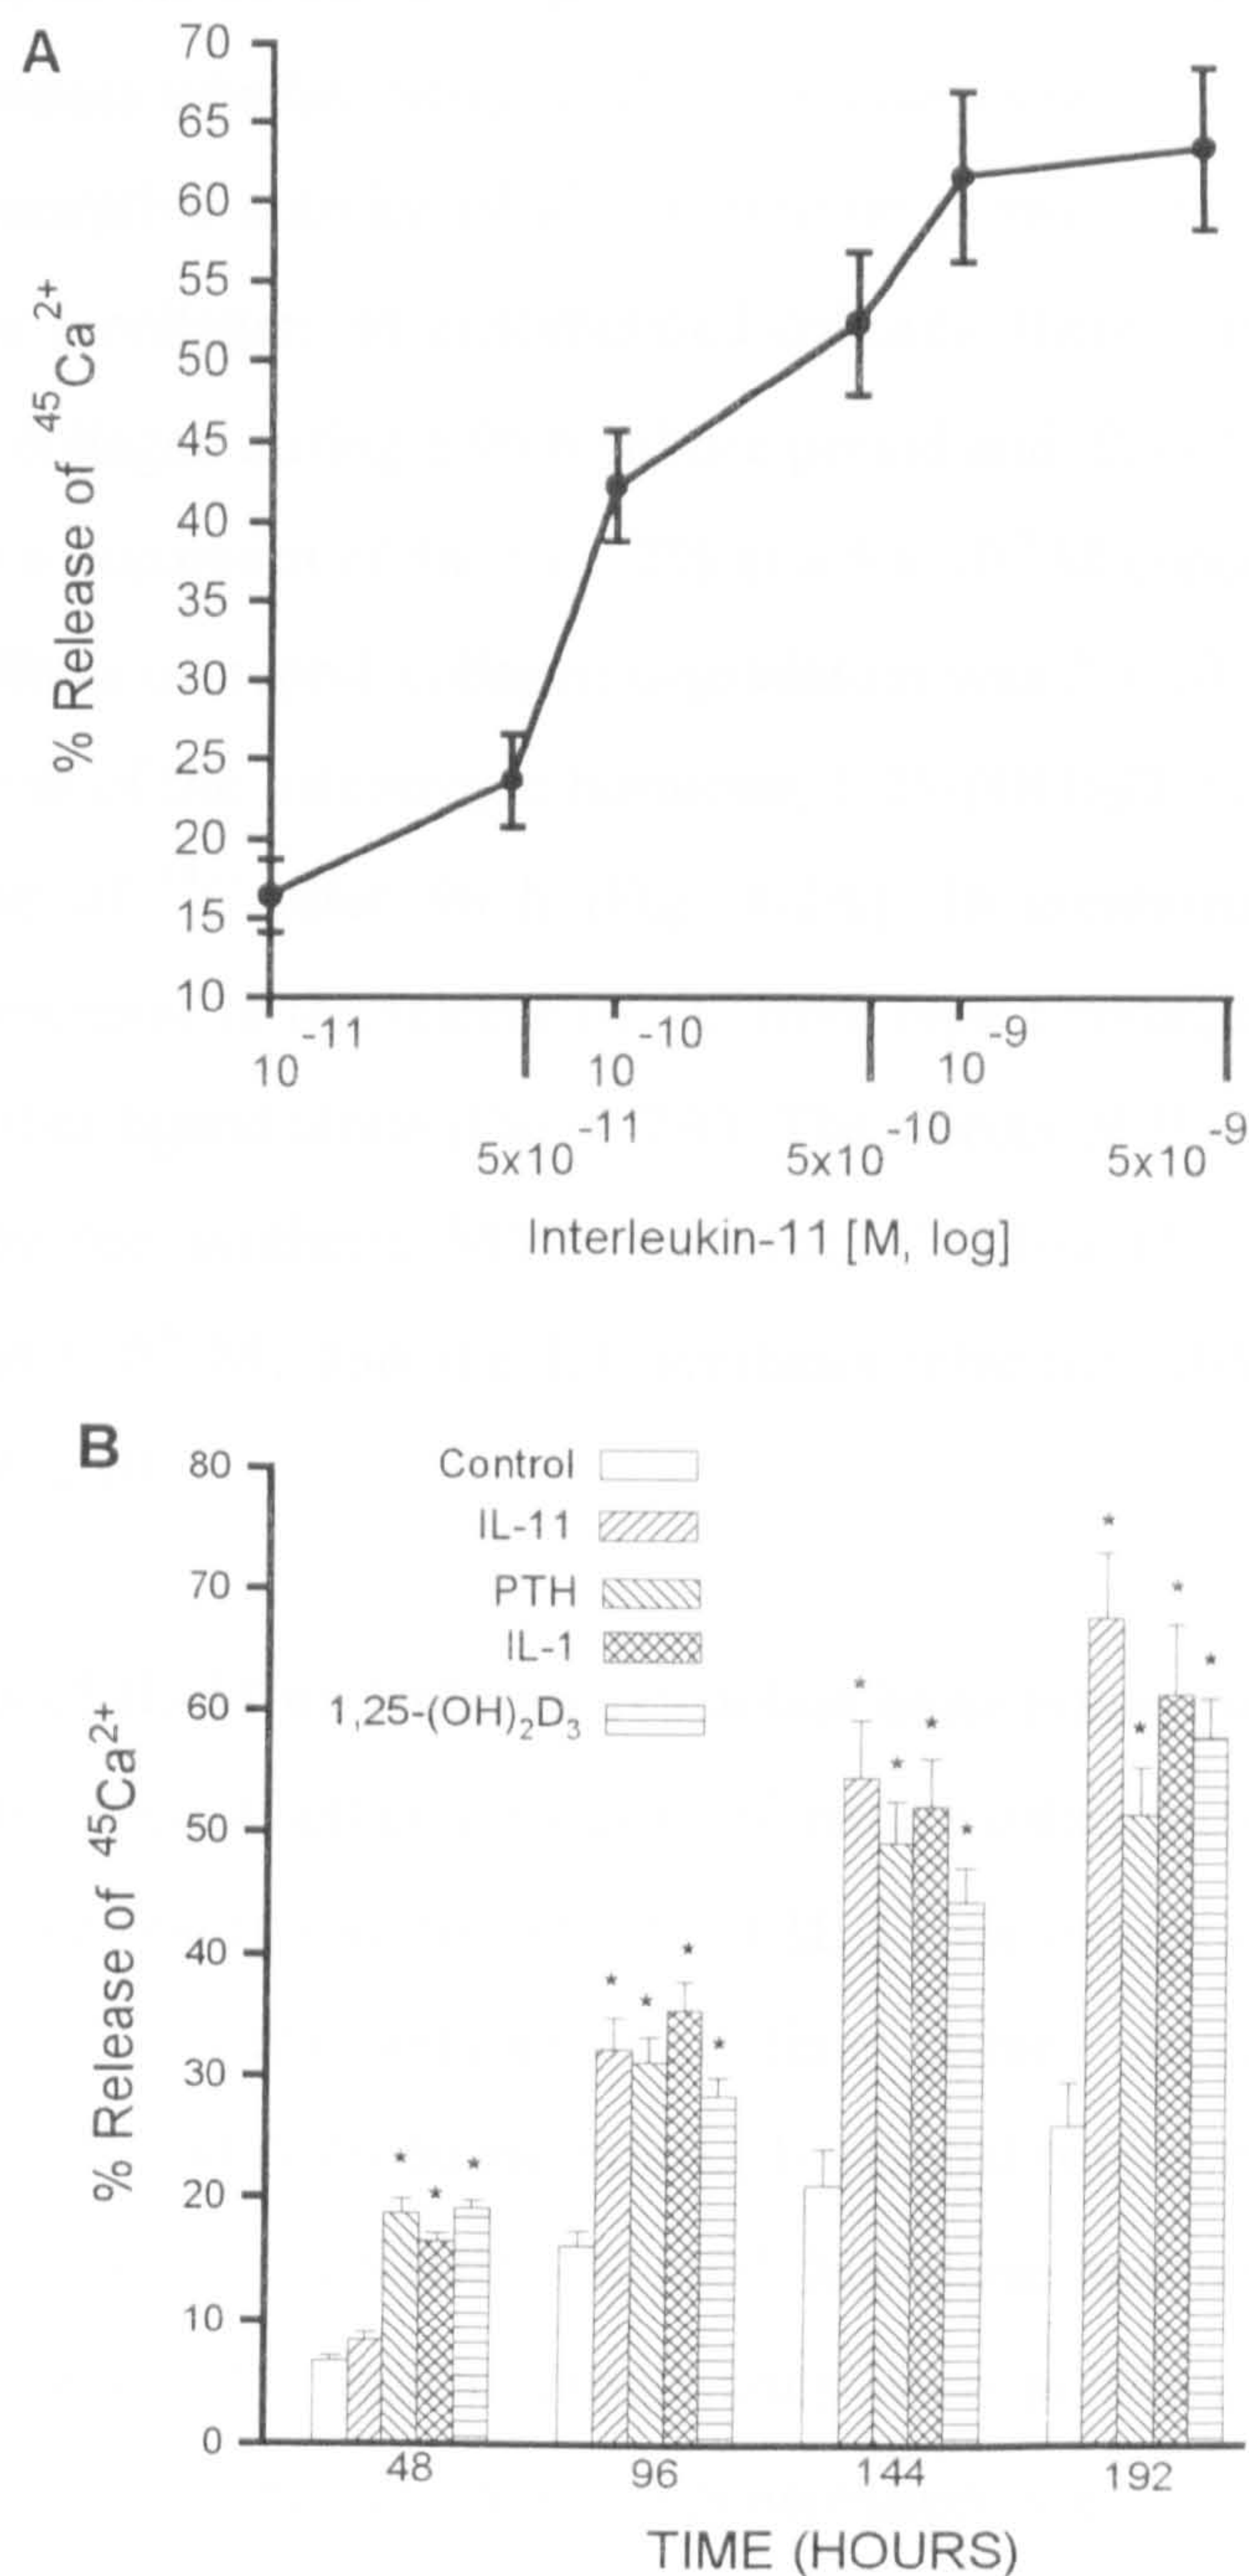 A
70
65
60
55
50
45
40
35
30
25
20
15
10
% Release of ⁴⁵Ca²⁺
10⁻¹¹ 10⁻¹⁰ 10⁻⁹
5x10⁻¹¹ 5x10⁻¹⁰ 5x10⁻⁹
Interleukin-11 [M, log]
B
80
70
60
50
40
30
20
10
0
% Release of ⁴⁵Ca²⁺
Control
IL-11
PTH
IL-1
1,25-(OH)₂D₃
* * *
* * * *
* * * *
* * * *
48 96 144 192
TIME (HOURS)